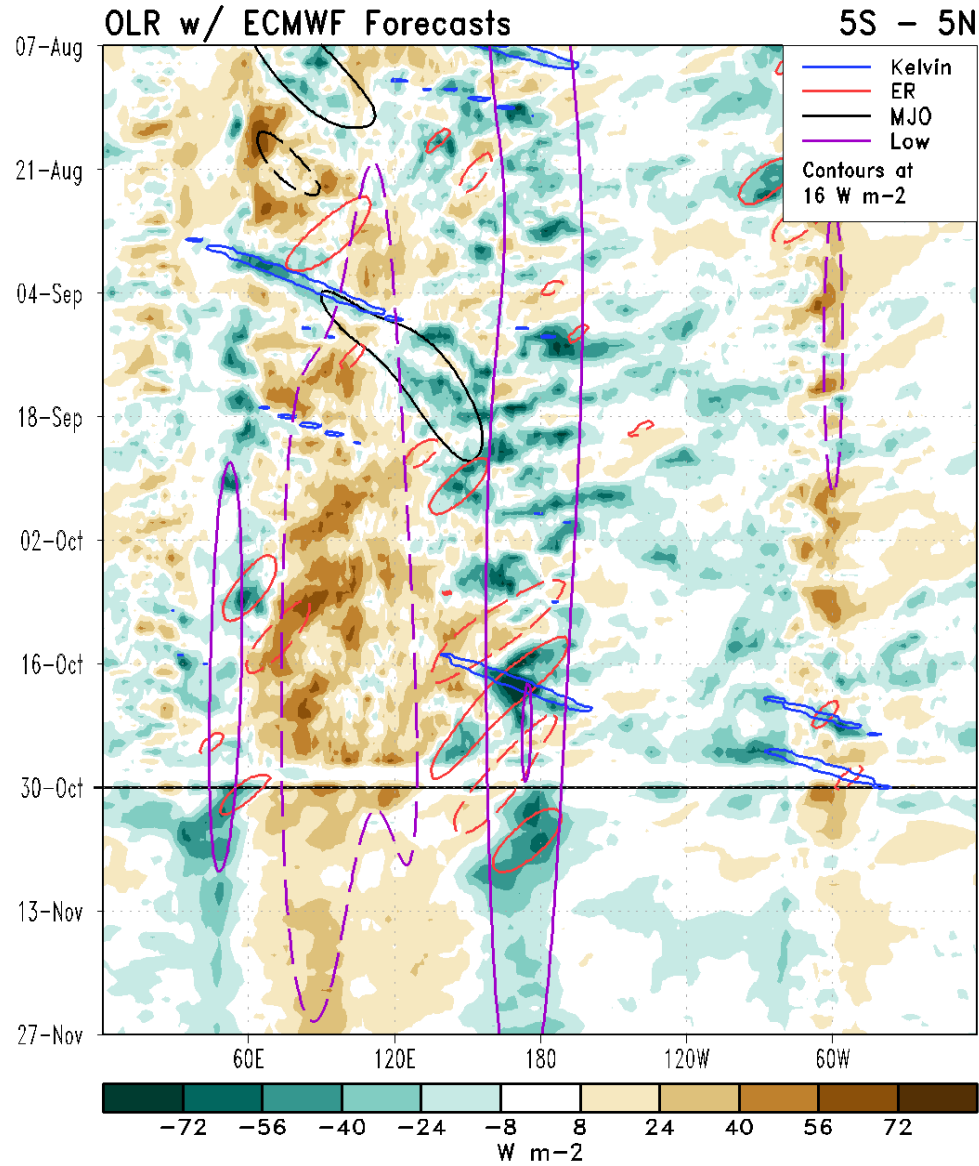 OLR w/ ECMWF Forecasts 5S - 5N
07-Aug
21-Aug
04-Sep
18-Sep
02-Oct
16-Oct
30-Oct
13-Nov
27-Nov
Kelvin
ER
MJO
Low
Contours at
16 W m-2
60E 120E 180 120W 60W
-72 -56 -40 -24 -8 8 24 40 56 72
W m-2